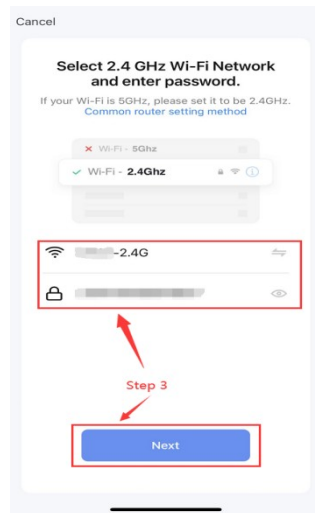 Cancel
Select 2.4 GHz Wi-Fi Network
and enter password.
If your Wi-Fi is 5GHz, please set it to be 2.4GHz.
Common router setting method
Wi-Fi - 5Ghz
Wi-Fi - 2.4Ghz
-2.4G
Step 3
Next